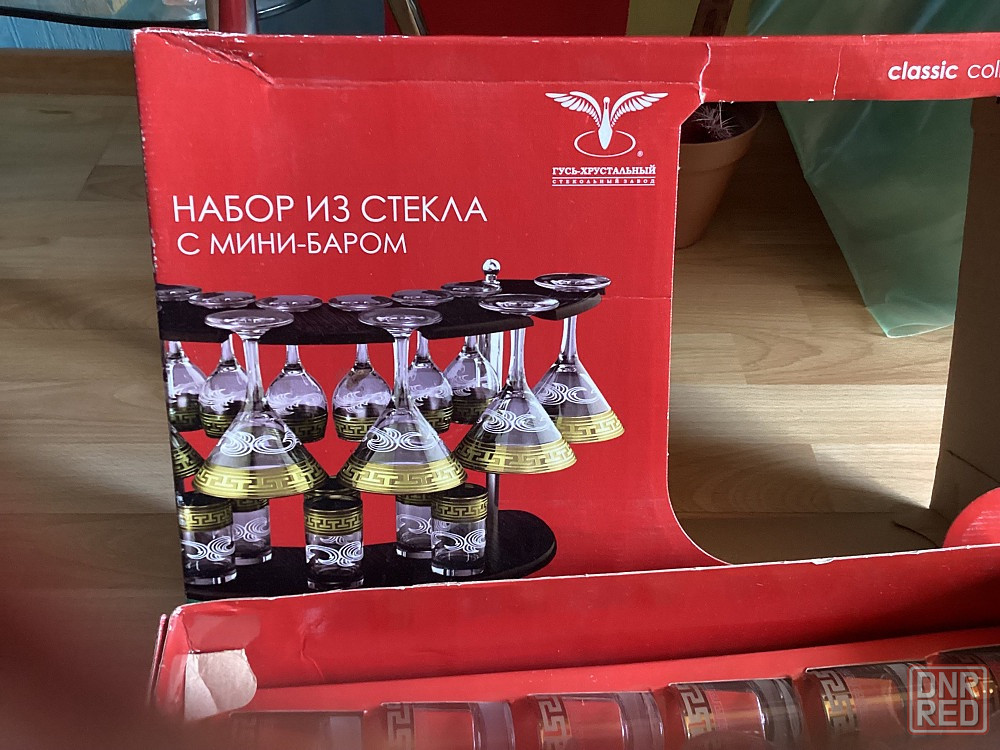 classic col
ГУСЬ-ХРУСТАЛЬНЫЙ
СТЕКОЛЬНЫЙ ЗАВОД
НАБОР ИЗ СТЕКЛА
С МИНИ-БАРОМ
DNR
RED